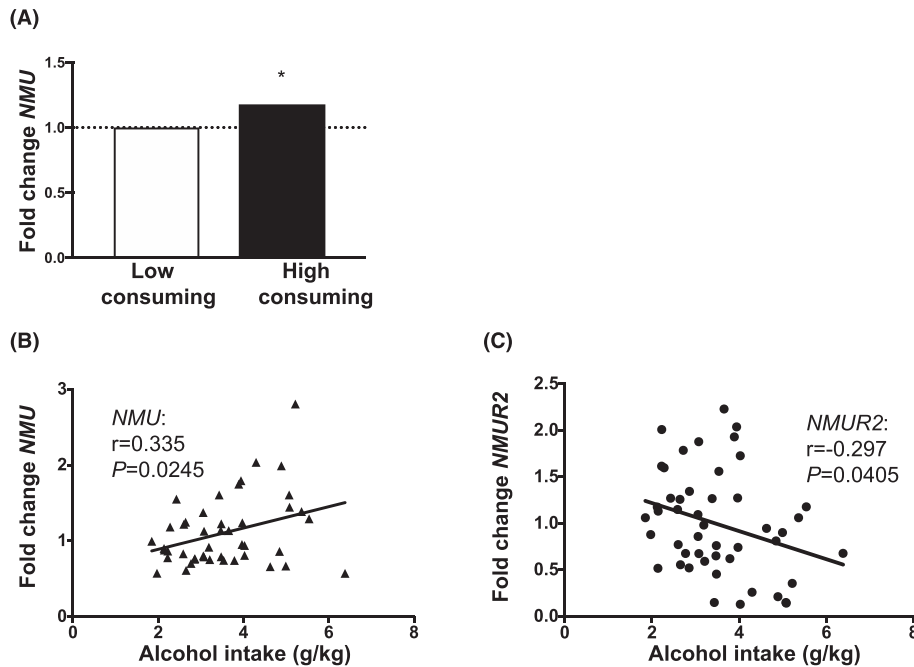 (A)
Fold change NMU
1.5
1.0
0.5
0.0
*
Low
consuming
High
consuming
(B)
Fold change NMU
3
2
1
0
NMU:
r=0.335
P=0.0245
0 2 4 6 8
Alcohol intake (g/kg)
(C)
Fold change NMUR2
2.5
2.0
1.5
1.0
0.5
0.0
NMUR2:
r=-0.297
P=0.0405
0 2 4 6 8
Alcohol intake (g/kg)